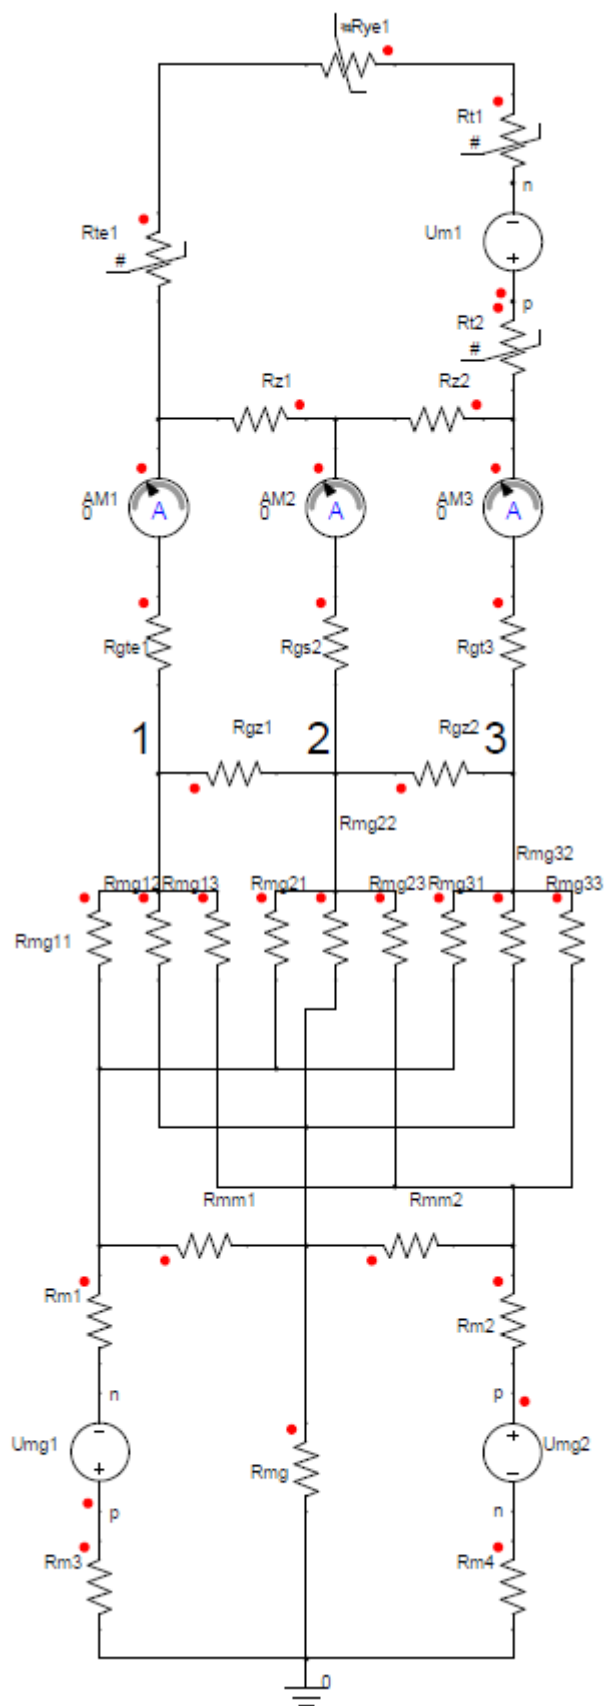 Rye1
Rt1
#
n
Rte1
#
Um1
-
+
p
Rt2
#
Rz1
Rz2
AM1
0
A
AM2
0
A
AM3
0
A
Rgte1
Rgs2
Rgt3
1
Rgz1
2
Rgz2
3
Rmg22
Rmg32
Rmg12
Rmg13
Rmg21
Rmg23
Rmg31
Rmg33
Rmg11
Rmm1
Rmm2
Rm1
Rm2
n
p
Umg1
-
+
Rmg
+
-
Umg2
p
n
Rm3
Rm4
0